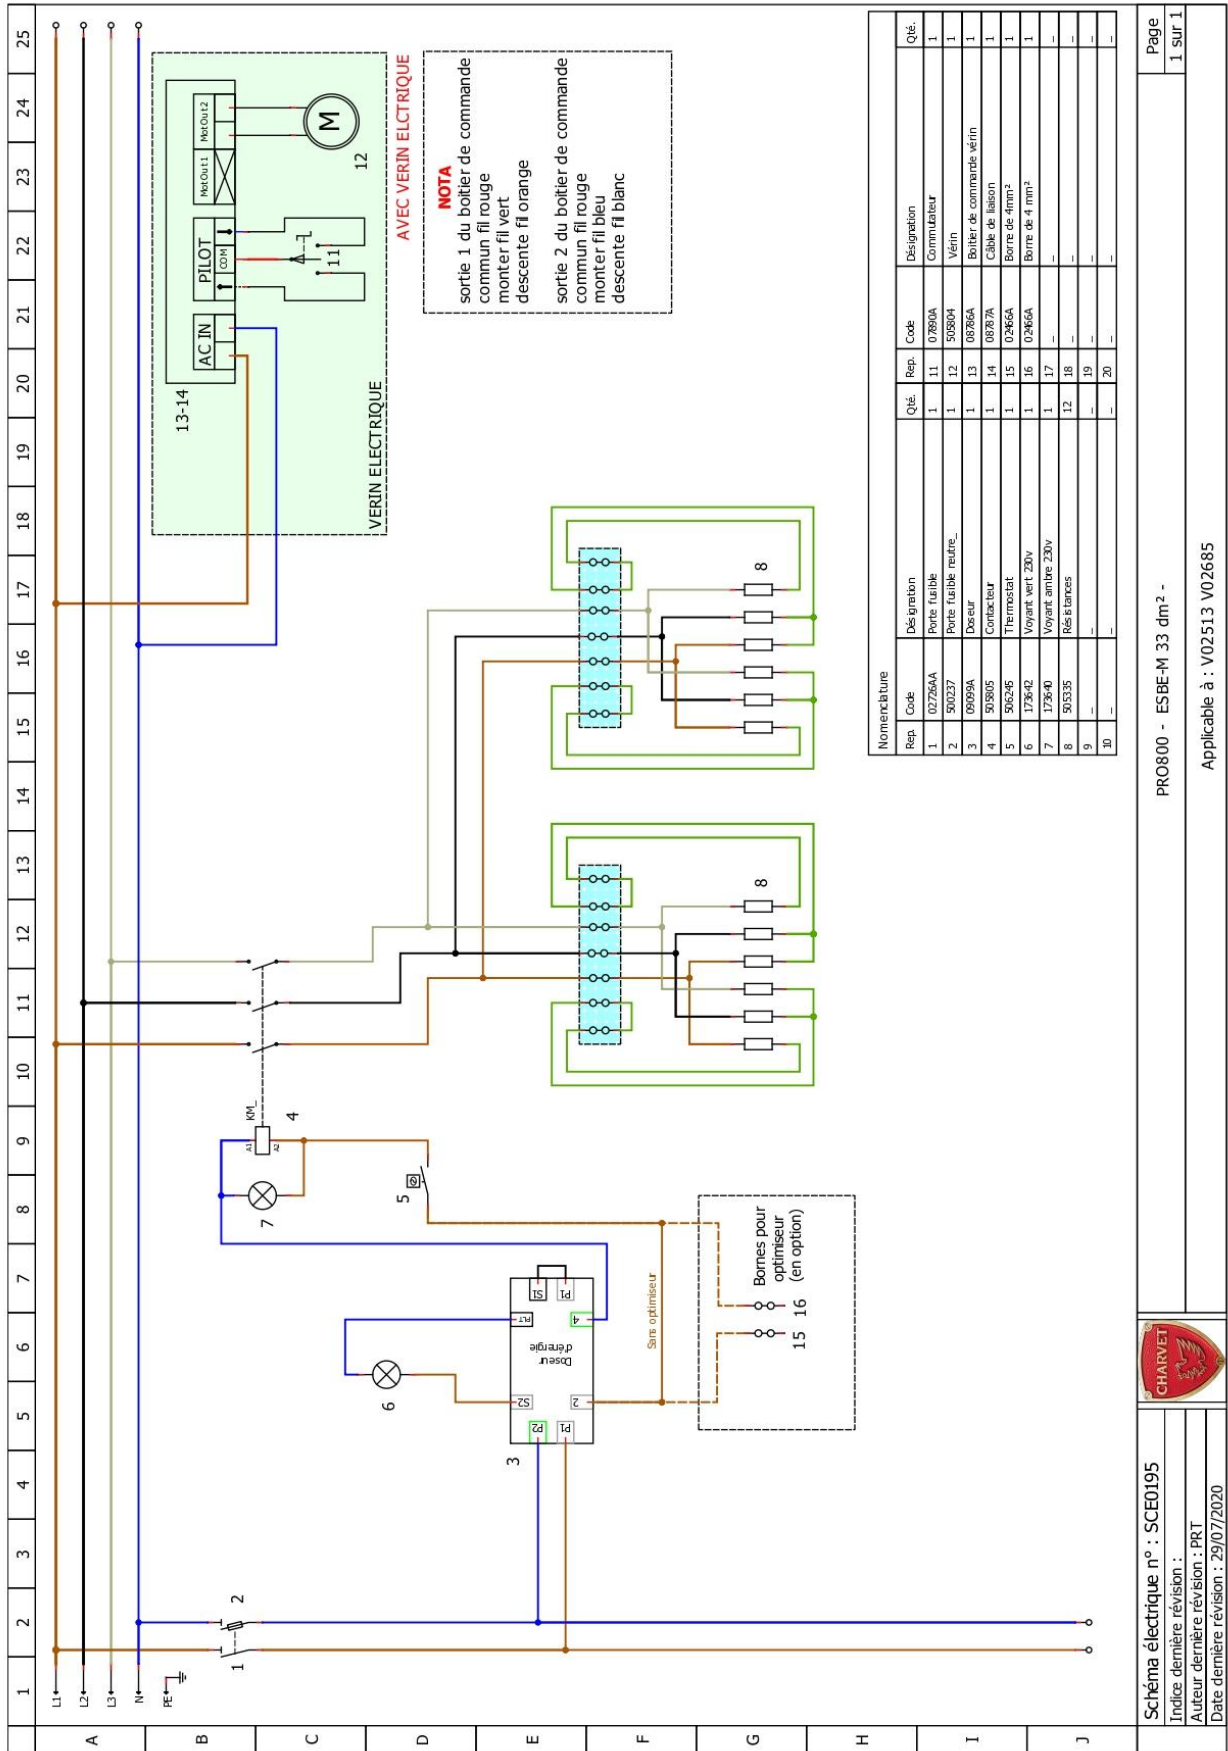 1 2 3 4 5 6 7 8 9 10 11 12 13 14 15 16 17 18 19 20 21 22 23 24 25
A
B
C
D
E
F
G
H
I
J
L1
L2
L3
N
PE
1
2
3
P2
P1
S2
2
Doseur
d'énergie
PLT
4
S1
P1
6
7
KM_
A1
A2
4
5
Sans optimiseur
Bornes pour
optimiseur
(en option)
15 16
8
8
13-14
AC IN
PILOT
COM
MotOut1
MotOut2
M
11
12
VERIN ELECTRIQUE
AVEC VERIN ELCTRIQUE
NOTA
sortie 1 du boitier de commande
commun fil rouge
monter fil vert
descente fil orange
sortie 2 du boitier de commande
commun fil rouge
monter fil bleu
descente fil blanc
Nomenclature
Rep. Code Désignation Qté. Rep. Code Désignation Qté.
1 02726AA Porte fusible 1 11 07890A Commutateur 1
2 500237 Porte fusible neutre_ 1 12 505804 Vérin 1
3 09099A Doseur 1 13 08786A Boitier de commande vérin 1
4 505805 Contacteur 1 14 08787A Câble de liaison 1
5 506245 Thermostat 1 15 02466A Borne de 4mm² 1
6 173642 Voyant vert 230v 1 16 02466A Borne de 4 mm² 1
7 173640 Voyant ambre 230v 1 17 _ _ _
8 505335 Résistances 12 18 _ _ _
9 _ _ _ 19 _ _ _
10 _ _ _ 20 _ _ _
Schéma électrique n° : SCE0195
Indice dernière révision :
Auteur dernière révision : PRT
Date dernière révision : 29/07/2020
CHARVET
PRO800 - ESBE-M 33 dm² -
Applicable à : V02513 V02685
Page
1 sur 1